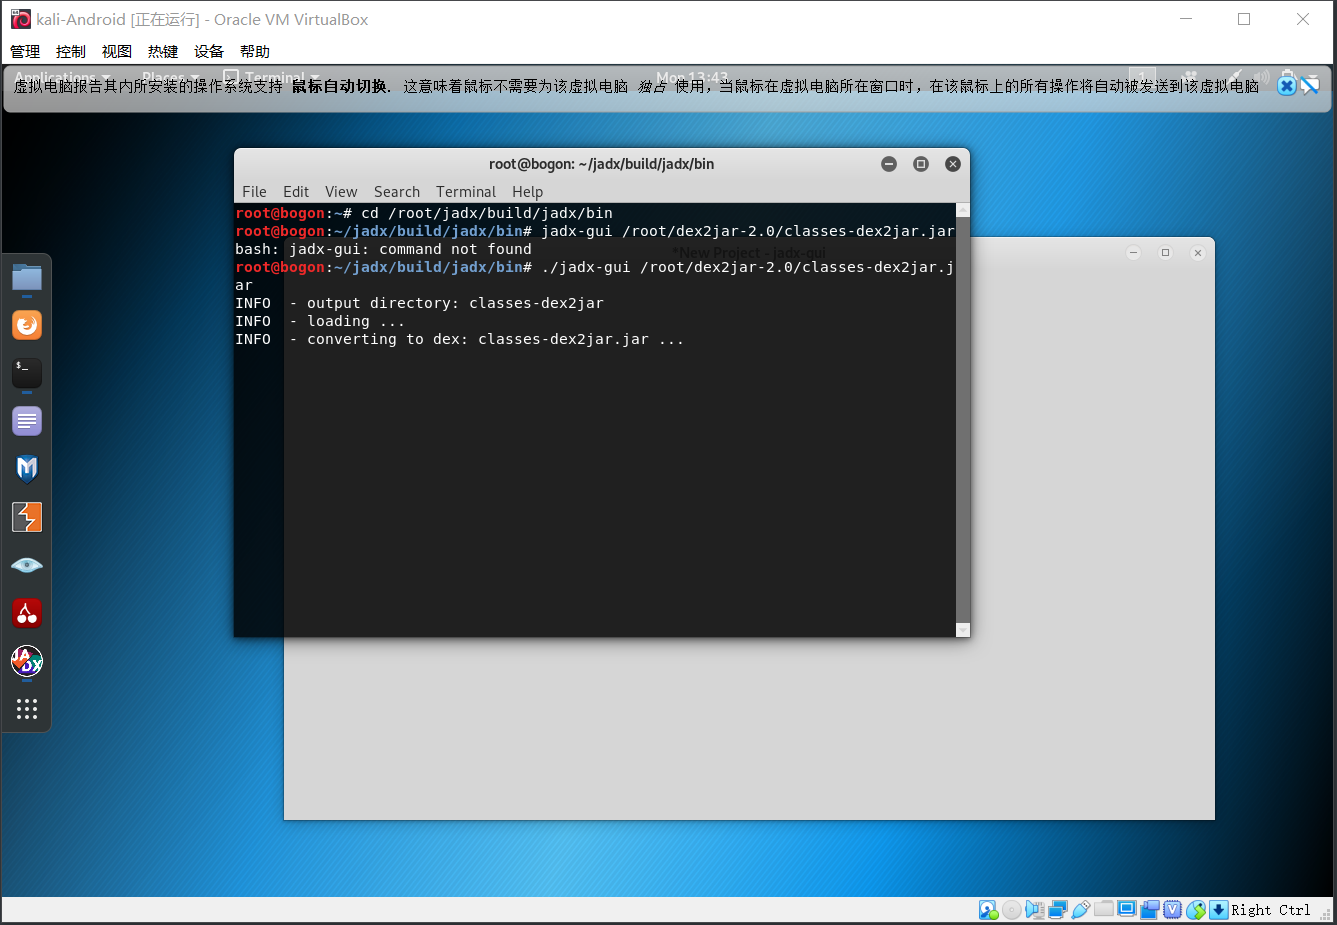 kali-Android [正在运行] - Oracle VM VirtualBox
管理 控制 视图 热键 设备 帮助
Applications Places Terminal Mon 13:43 1
虚拟电脑报告其内所安装的操作系统支持 鼠标自动切换. 这意味着鼠标不需要为该虚拟电脑 独占 使用，当鼠标在虚拟电脑所在窗口时，在该鼠标上的所有操作将自动被发送到该虚拟电脑
root@bogon: ~/jadx/build/jadx/bin
File Edit View Search Terminal Help
root@bogon:~# cd /root/jadx/build/jadx/bin
root@bogon:~/jadx/build/jadx/bin# jadx-gui /root/dex2jar-2.0/classes-dex2jar.jar
bash: jadx-gui: command not found
*New Project - jadx-gui
root@bogon:~/jadx/build/jadx/bin# ./jadx-gui /root/dex2jar-2.0/classes-dex2jar.j
ar
INFO  - output directory: classes-dex2jar
INFO  - loading ...
INFO  - converting to dex: classes-dex2jar.jar ...
$_
JADX
Right Ctrl